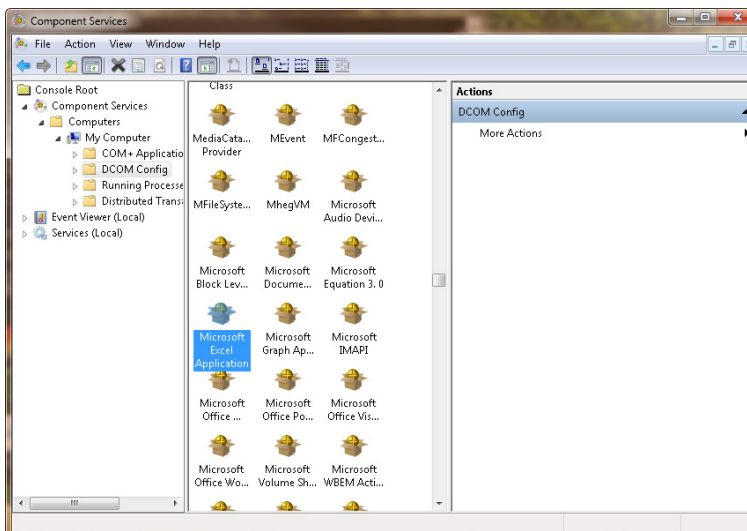 Component Services
File Action View Window Help
Console Root
Component Services
Computers
My Computer
COM+ Applicatio
DCOM Config
Running Processe
Distributed Trans
Event Viewer (Local)
Services (Local)
Class
MediaCata... MEvent MFCongest...
Provider
MFileSyste... MhegVM Microsoft
Audio Devi...
Microsoft Microsoft Microsoft
Block Lev... Docume... Equation 3.0
Microsoft Microsoft Microsoft
Excel Graph Ap... IMAPI
Application
Microsoft Microsoft Microsoft
Office ... Office Po... Office Vis...
Microsoft Microsoft Microsoft
Office Wo... Volume Sh... WBEM Acti...
Actions
DCOM Config
More Actions